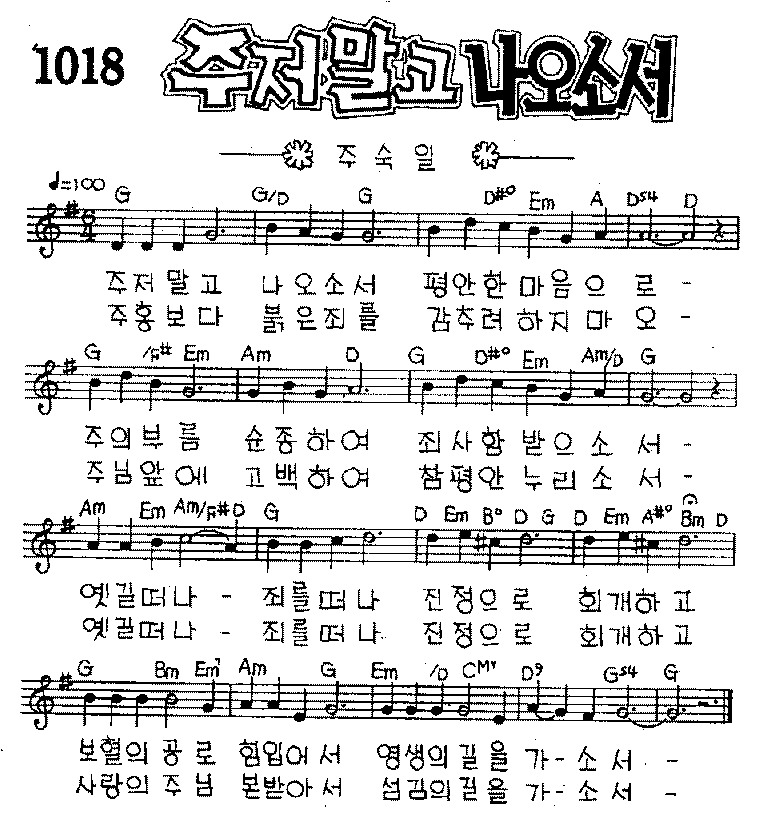 1018 주저말고 나오소서
주숙일
♩=100 G G/D G D#o Em A Ds4 D
6 4
주저말고 나오소서 평안한마음으로-
주홍보다 붉은죄를 감추려하지마오-
G /F# Em Am D G D#o Em Am/D G
주의부름 순종하여 죄사함받으소서-
주님앞에 고백하여 참평안누리소서-
Am Em Am/F# D G D Em Bo D G D Em A#o Bm D
옛길떠나- 죄를떠나 진정으로 회개하고
옛길떠나- 죄를떠나 진정으로 회개하고
G Bm Em7 Am G Em /D D9 Gs4 G
보혈의공로 힘입어서 영생의길을가-소서-
사랑의주님 본받아서 섬김의길을가-소서-